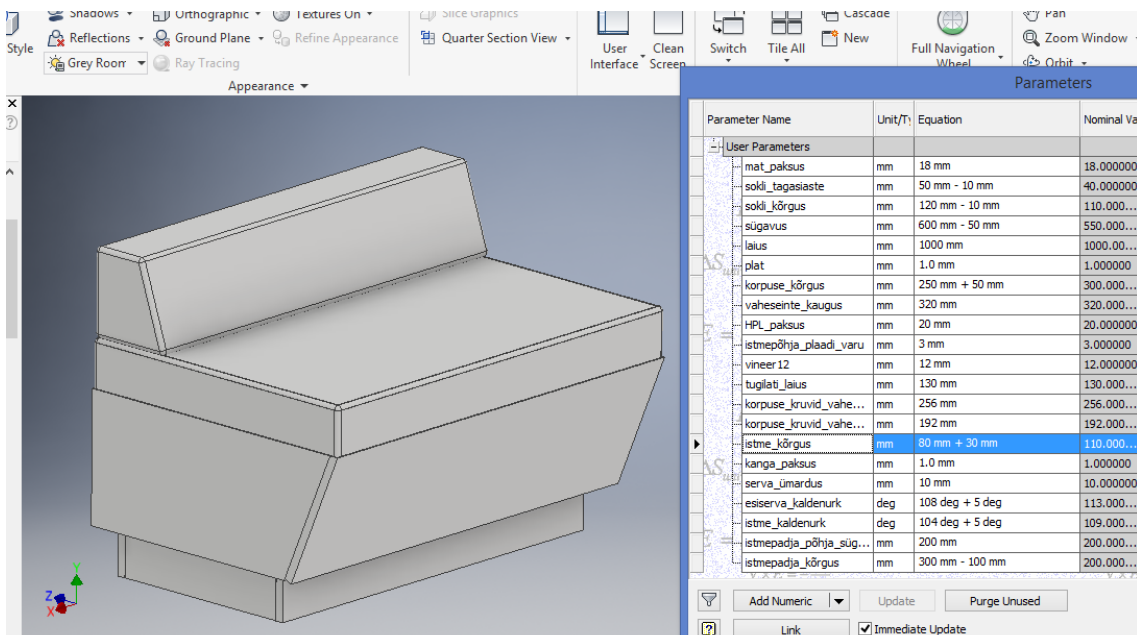 Shadows Orthographic Textures On Slice Graphics Cascade Pan
Style Reflections Ground Plane Refine Appearance Quarter Section View User Interface Clean Screen Switch Tile All New Full Navigation Wheel Zoom Window
Grey Room Ray Tracing Orbit
Appearance
Parameters
Parameter Name Unit/Ty Equation Nominal Va
User Parameters
mat_paksus mm 18 mm 18.000000
sokli_tagasiaste mm 50 mm - 10 mm 40.000000
sokli_kõrgus mm 120 mm - 10 mm 110.000...
sügavus mm 600 mm - 50 mm 550.000...
laius mm 1000 mm 1000.00...
plat mm 1.0 mm 1.000000
korpuse_kõrgus mm 250 mm + 50 mm 300.000...
vaheseinte_kaugus mm 320 mm 320.000...
HPL_paksus mm 20 mm 20.000000
istmepõhja_plaadi_varu mm 3 mm 3.000000
vineer12 mm 12 mm 12.000000
tugilati_laius mm 130 mm 130.000...
korpuse_kruvid_vahe... mm 256 mm 256.000...
korpuse_kruvid_vahe... mm 192 mm 192.000...
istme_kõrgus mm 80 mm + 30 mm 110.000...
kanga_paksus mm 1.0 mm 1.000000
serva_ümardus mm 10 mm 10.000000
esiserva_kaldenurk deg 108 deg + 5 deg 113.000...
istme_kaldenurk deg 104 deg + 5 deg 109.000...
istmepadja_põhja_süg... mm 200 mm 200.000...
istmepadja_kõrgus mm 300 mm - 100 mm 200.000...
Add Numeric Update Purge Unused
Link Immediate Update
Y
Z
X